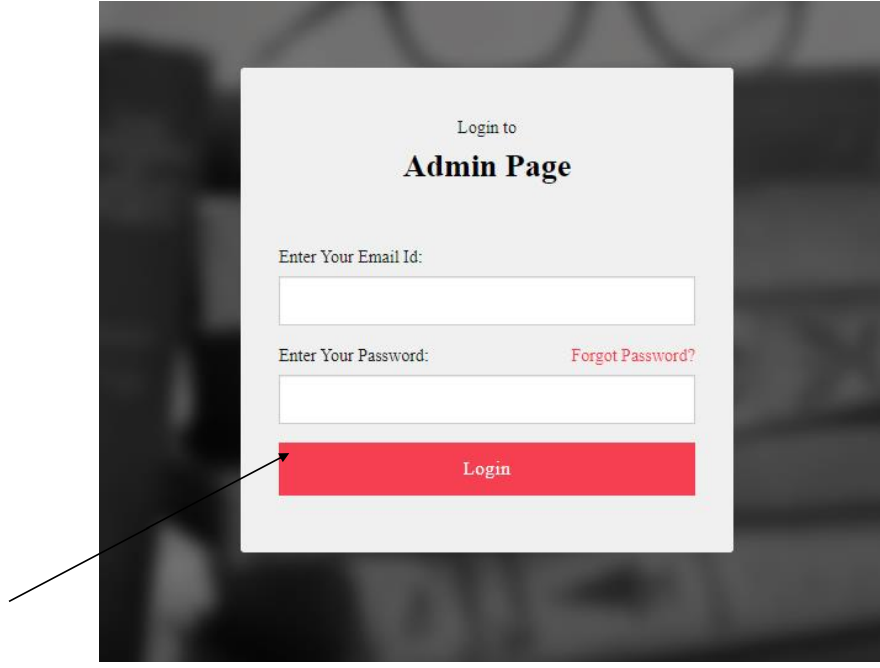 Login to
Admin Page
Enter Your Email Id:
Enter Your Password: Forgot Password?
Login